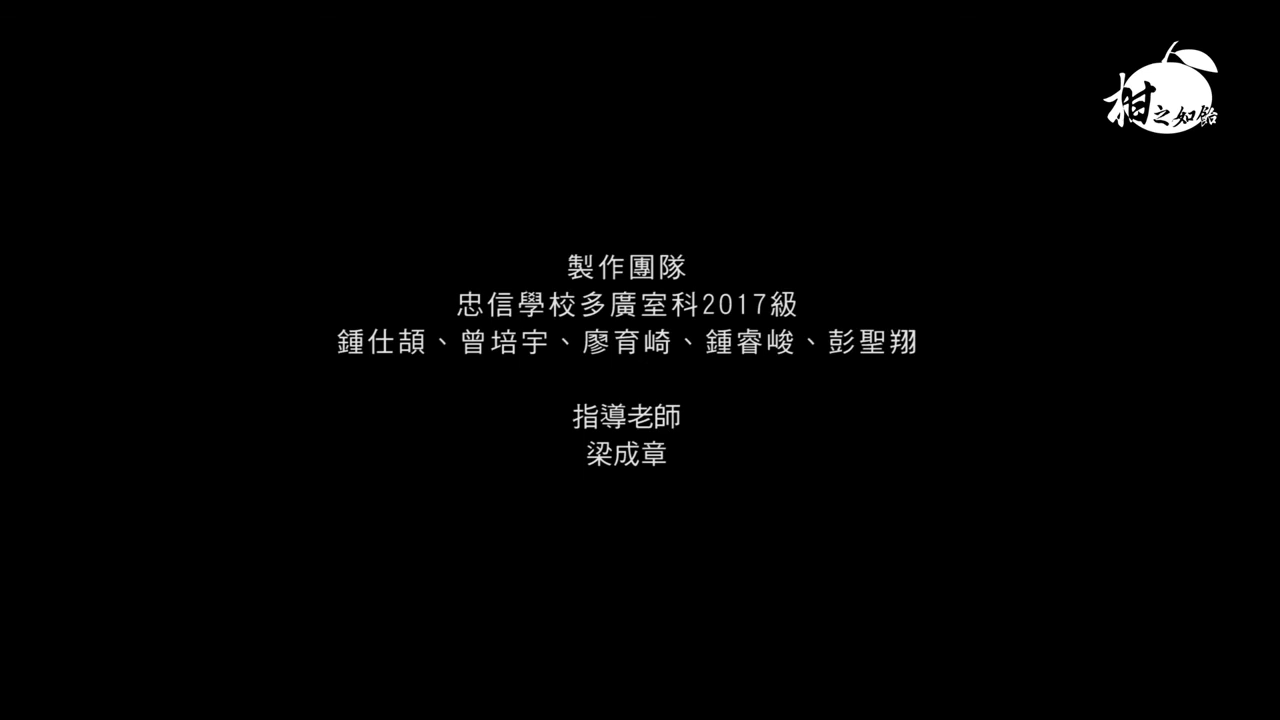 柑之如飴
製作團隊
忠信學校多廣室科2017級
鍾仕頡、曾培宇、廖育崎、鍾睿峻、彭聖翔
指導老師
梁成章